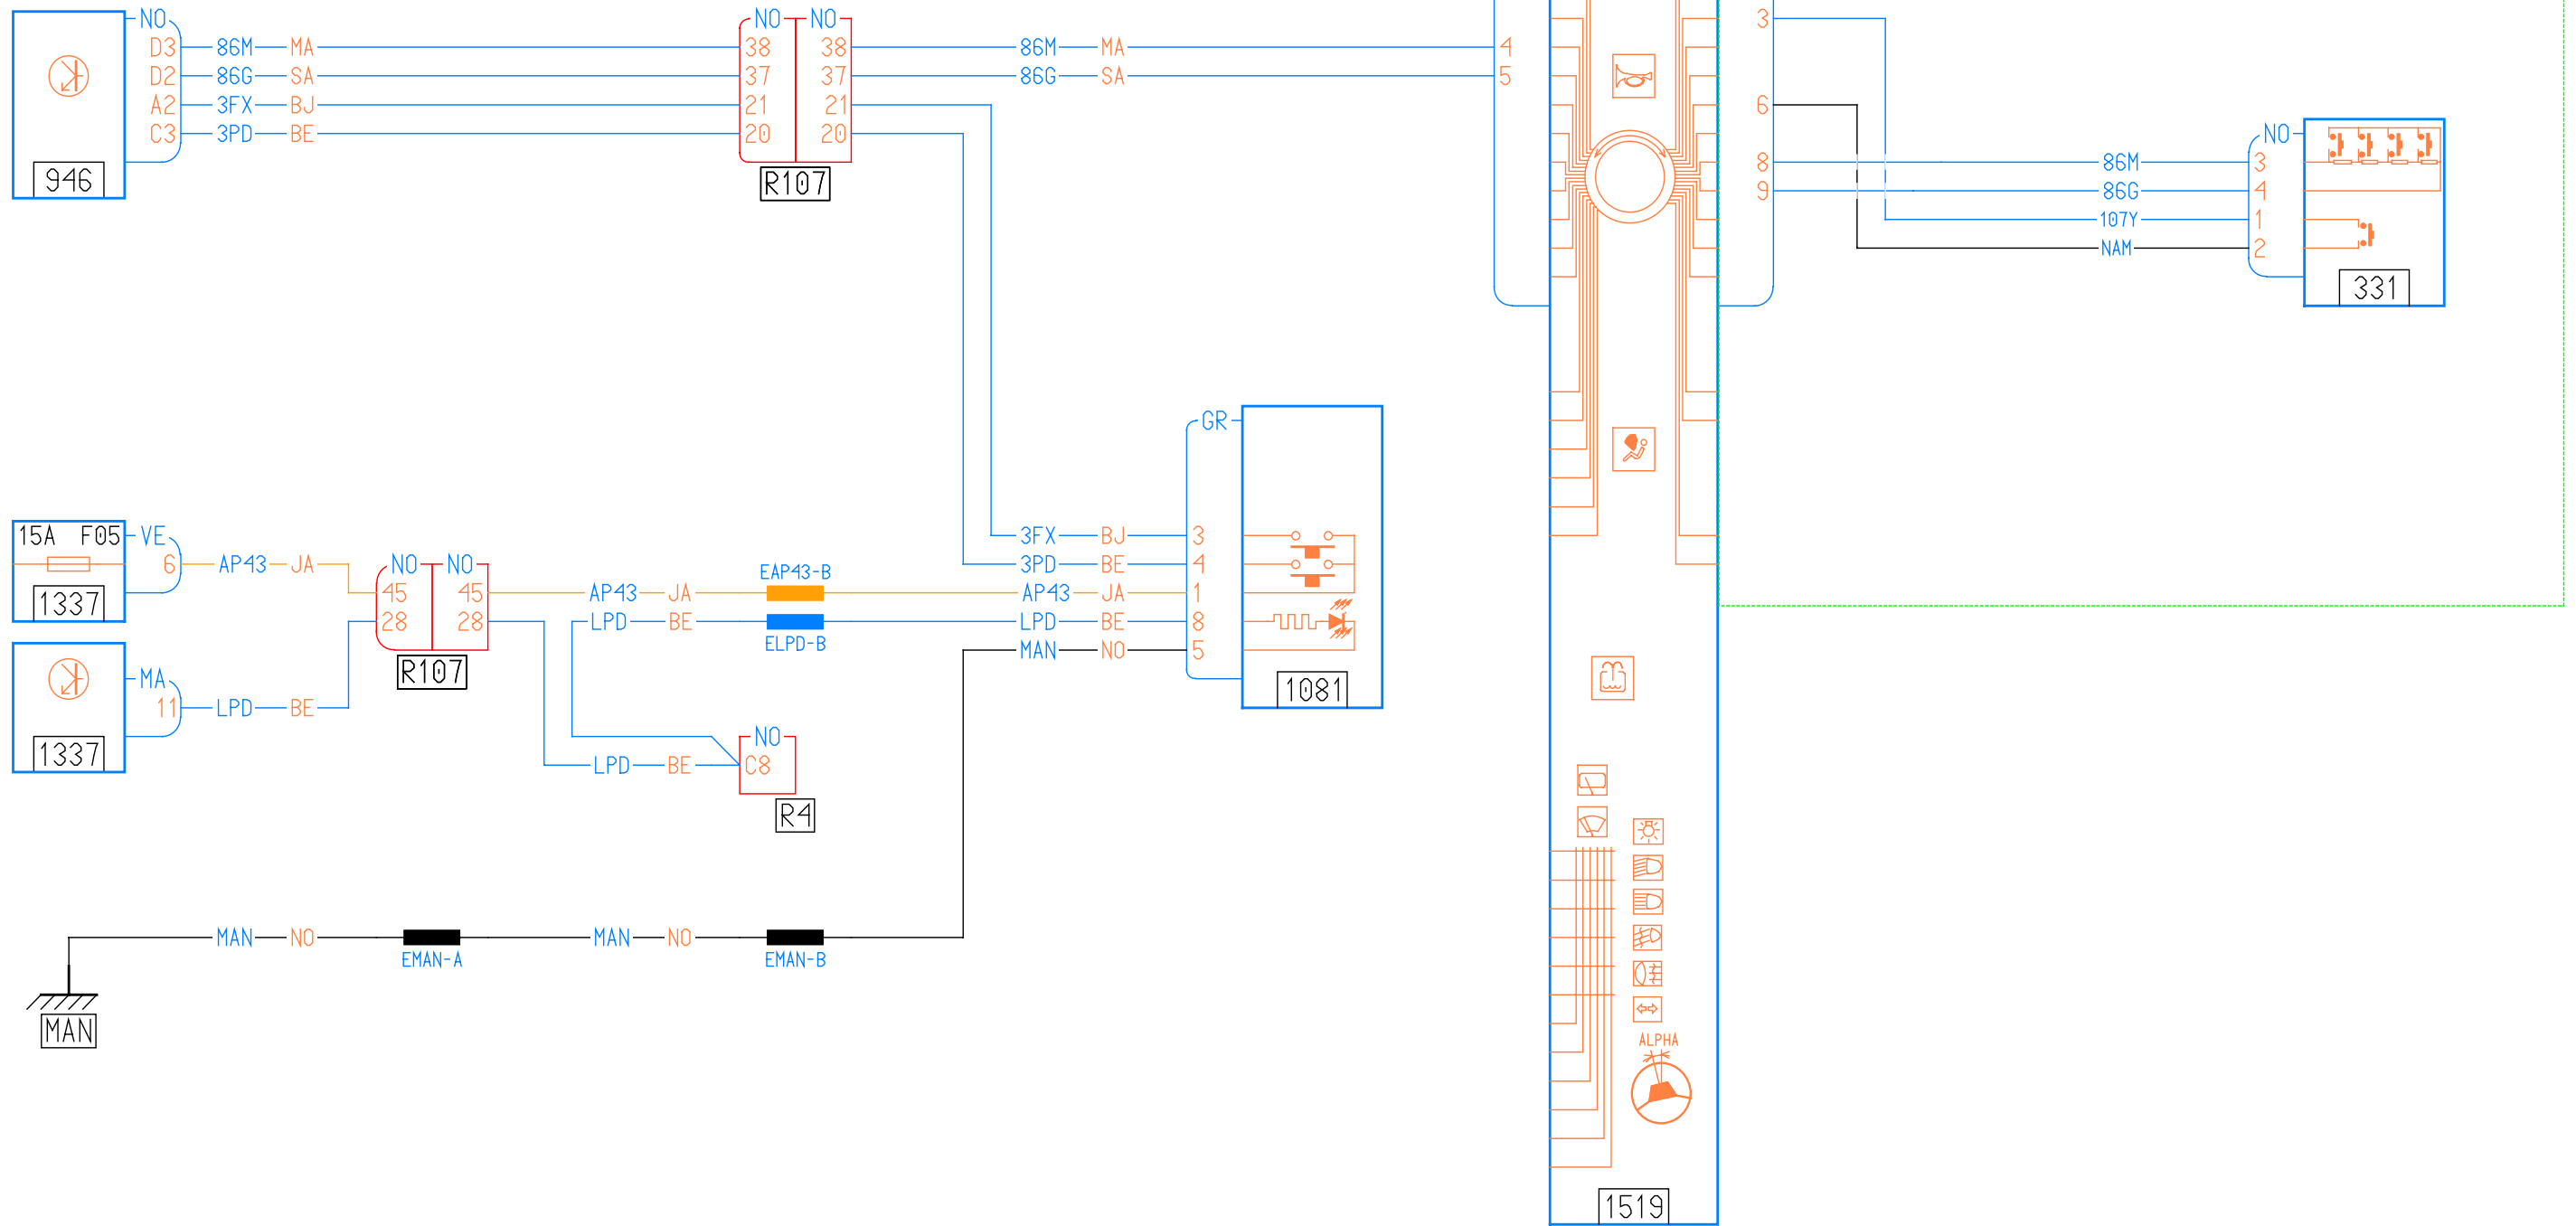 NO NO NO 3
D3 86M MA 38 38 86M MA 4
D2 86G SA 37 37 86G SA 5
A2 3FX BJ 21 21 6
C3 3PD BE 20 20 NO
8 86M 3
9 86G 4
946 R107
107Y 1
NAM 2
331
GR
15A F05 VE 3FX BJ 3
6 AP43 JA NO NO EAP43-B 3PD BE 4
1337 45 45 AP43 JA AP43 JA 1
28 28 LPD BE LPD BE 8
ELPD-B MAN NO 5
MA R107 1081
11 LPD BE
1337 NO
LPD BE C8
R4
MAN NO MAN NO
EMAN-A EMAN-B
MAN
ALPHA
1519